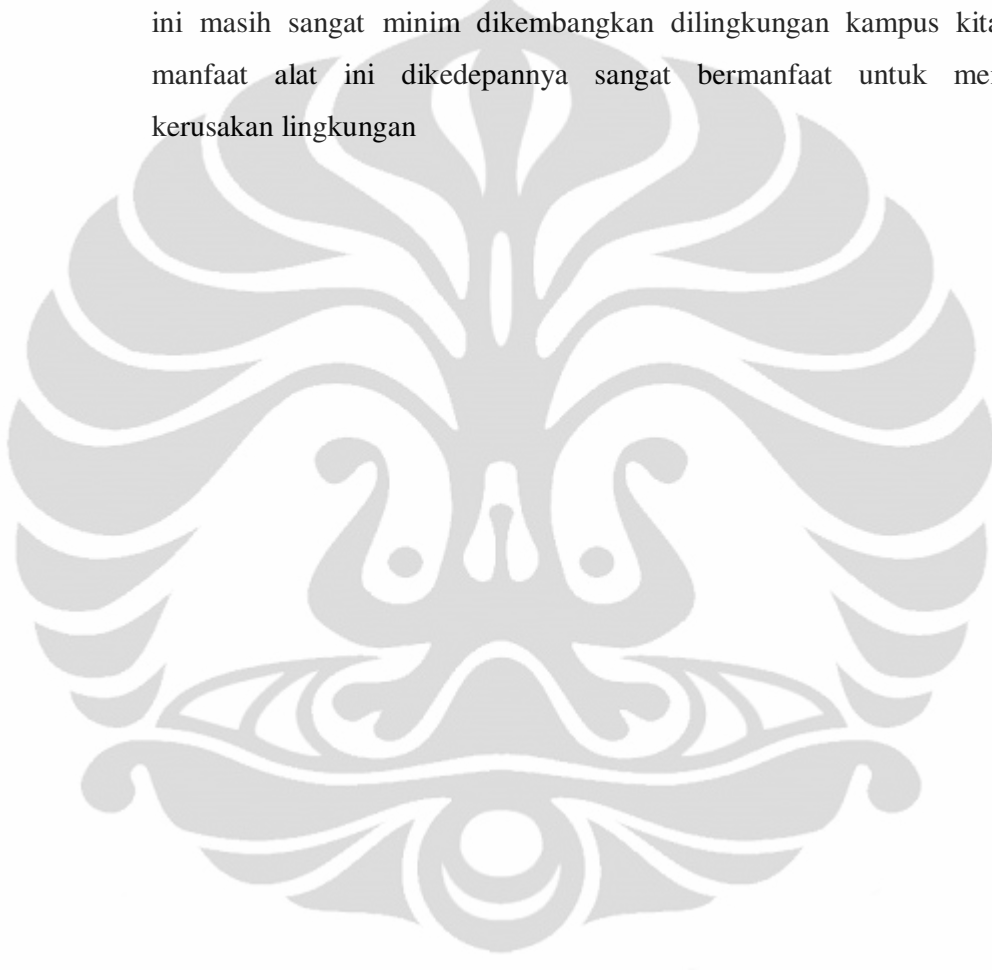 ini masih sangat minim dikembangkan dilingkungan kampus kita
manfaat alat ini dikedepannya sangat bermanfaat untuk
kerusakan lingkungan